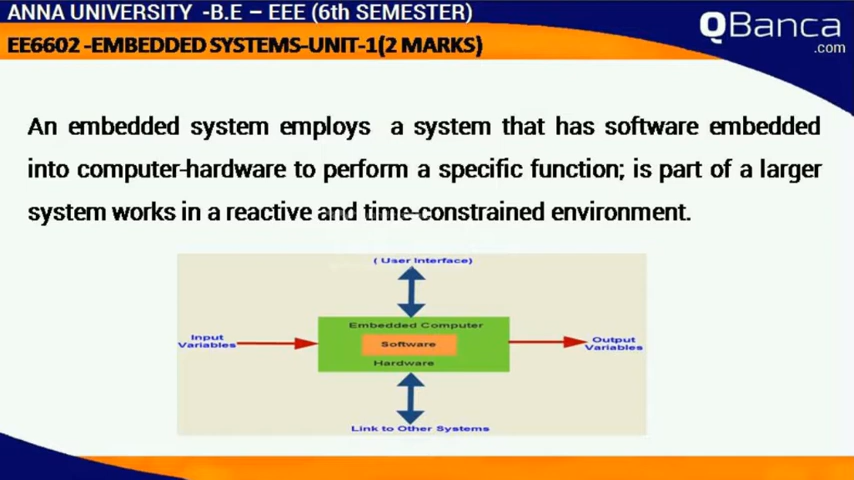 ANNA UNIVERSITY -B.E – EEE (6th SEMESTER)
EE6602 -EMBEDDED SYSTEMS-UNIT-1(2 MARKS)
QBanca
.com
An embedded system employs a system that has software embedded
into computer-hardware to perform a specific function; is part of a larger
system works in a reactive and time-constrained environment.
( User Interface)
Embedded Computer
Input
Variables
Software
Output
Variables
Hardware
Link to Other Systems